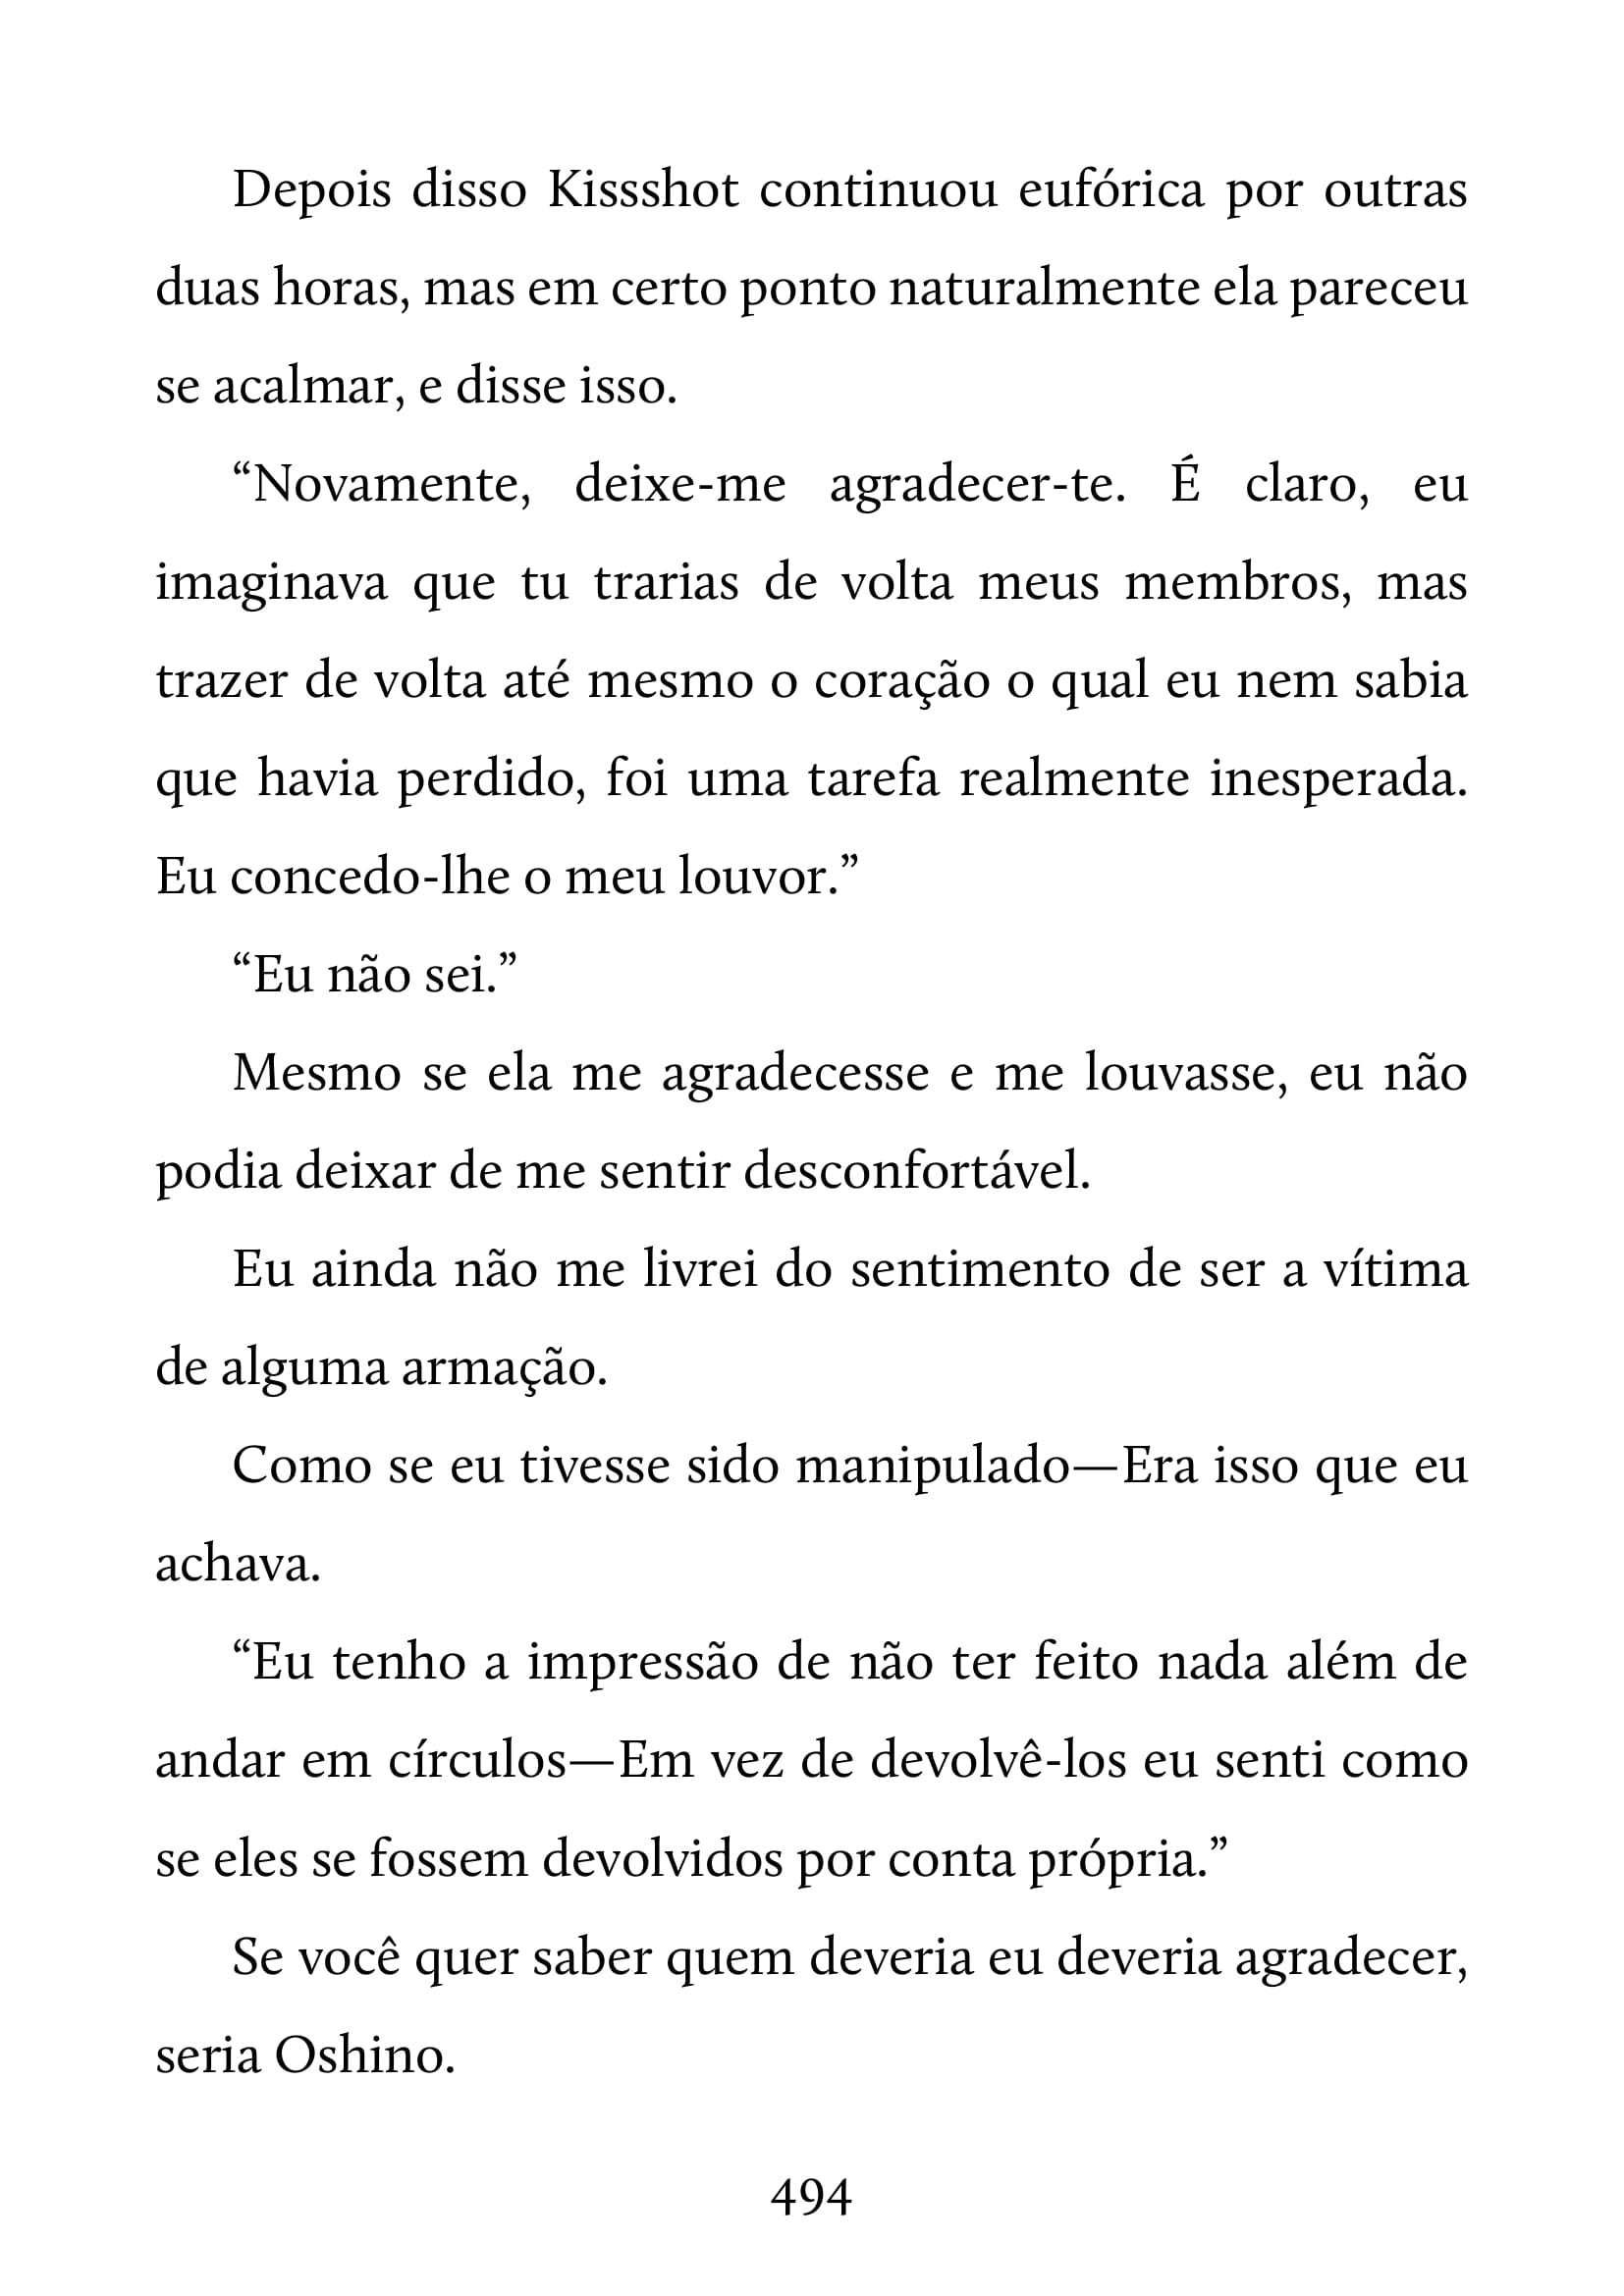 Depois disso Kissshot continuou eufórica por outras
duas horas, mas em certo ponto naturalmente ela pareceu
se acalmar, e disse isso.
“Novamente, deixe-me agradecer-te. É claro, eu
imaginava que tu trarias de volta meus membros, mas
trazer de volta até mesmo o coração o qual eu nem sabia
que havia perdido, foi uma tarefa realmente inesperada.
Eu concedo-lhe o meu louvor.”
“Eu não sei.”
Mesmo se ela me agradecesse e me louvasse, eu não
podia deixar de me sentir desconfortável.
Eu ainda não me livrei do sentimento de ser a vítima
de alguma armação.
Como se eu tivesse sido manipulado—Era isso que eu
achava.
“Eu tenho a impressão de não ter feito nada além de
andar em círculos—Em vez de devolvê-los eu senti como
se eles se fossem devolvidos por conta própria.”
Se você quer saber quem deveria eu deveria agradecer,
seria Oshino.
494